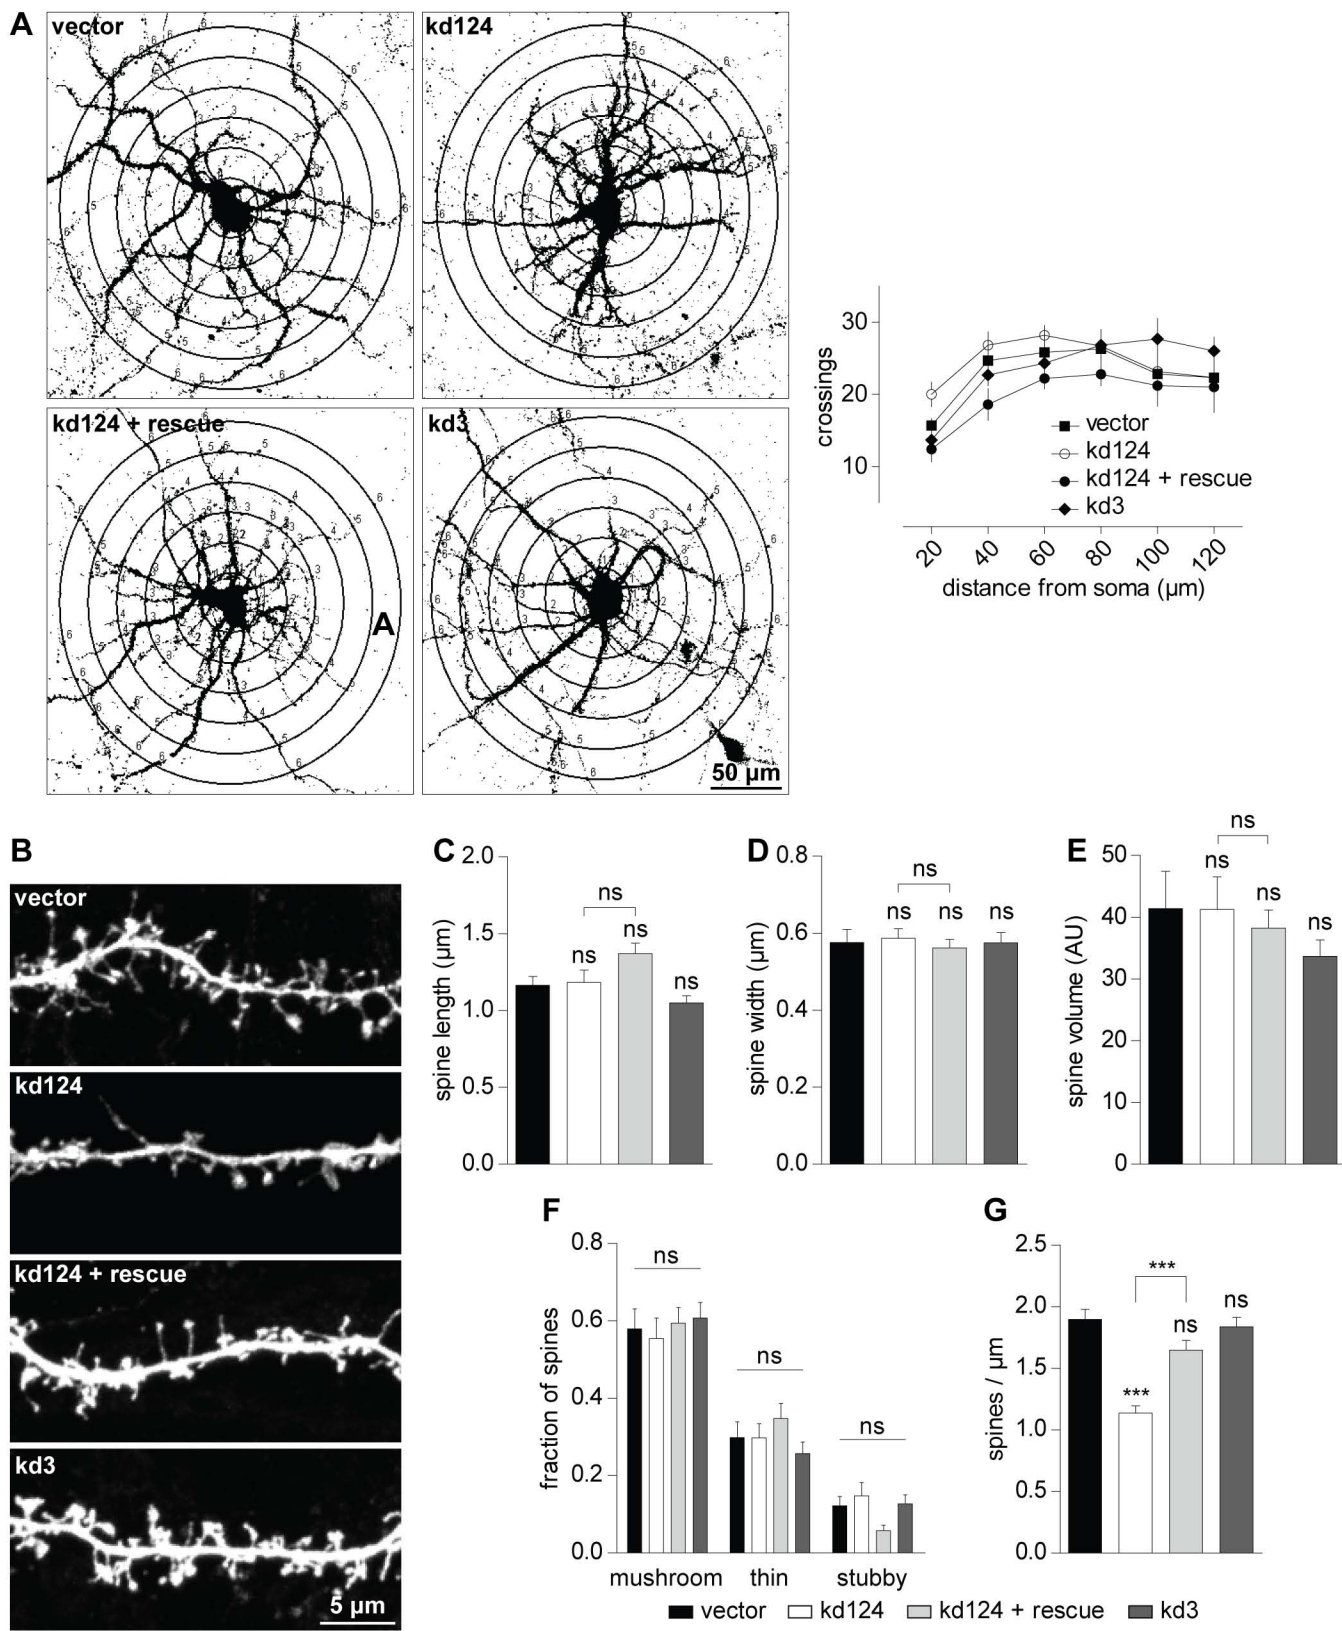 A
vector
kd124
kd124 + rescue
A
kd3
50 µm
30
20
10
crossings
vector
kd124
kd124 + rescue
kd3
20 40 60 80 100 120
distance from soma (µm)
B
vector
kd124
kd124 + rescue
kd3
5 µm
C
2.0
1.5
1.0
0.5
0.0
spine length (µm)
ns
ns
ns
ns
D
0.8
0.6
0.4
0.2
0.0
spine width (µm)
ns
ns
ns
ns
E
50
40
30
20
10
0
spine volume (AU)
ns
ns
ns
ns
F
0.8
0.6
0.4
0.2
0.0
fraction of spines
ns
ns
ns
mushroom thin stubby
G
2.5
2.0
1.5
1.0
0.5
0.0
spines / µm
***
***
ns
ns
vector kd124 kd124 + rescue kd3